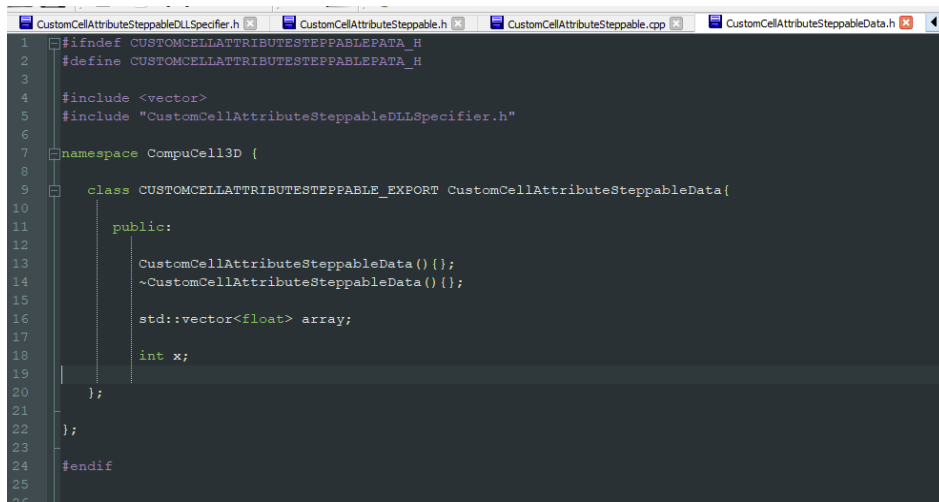 CustomCellAttributeSteppableDLLSpecifier.h CustomCellAttributeSteppable.h CustomCellAttributeSteppable.cpp CustomCellAttributeSteppableData.h
1 #ifndef CUSTOMCELLATTRIBUTESTEPPABLEPATA_H
2 #define CUSTOMCELLATTRIBUTESTEPPABLEPATA_H
3
4 #include <vector>
5 #include "CustomCellAttributeSteppableDLLSpecifier.h"
6
7 namespace CompuCell3D {
8
9 class CUSTOMCELLATTRIBUTESTEPPABLE_EXPORT CustomCellAttributeSteppableData{
10
11 public:
12
13 CustomCellAttributeSteppableData(){};
14 ~CustomCellAttributeSteppableData(){};
15
16 std::vector<float> array;
17
18 int x;
19
20 };
21
22 };
23
24 #endif
25
26